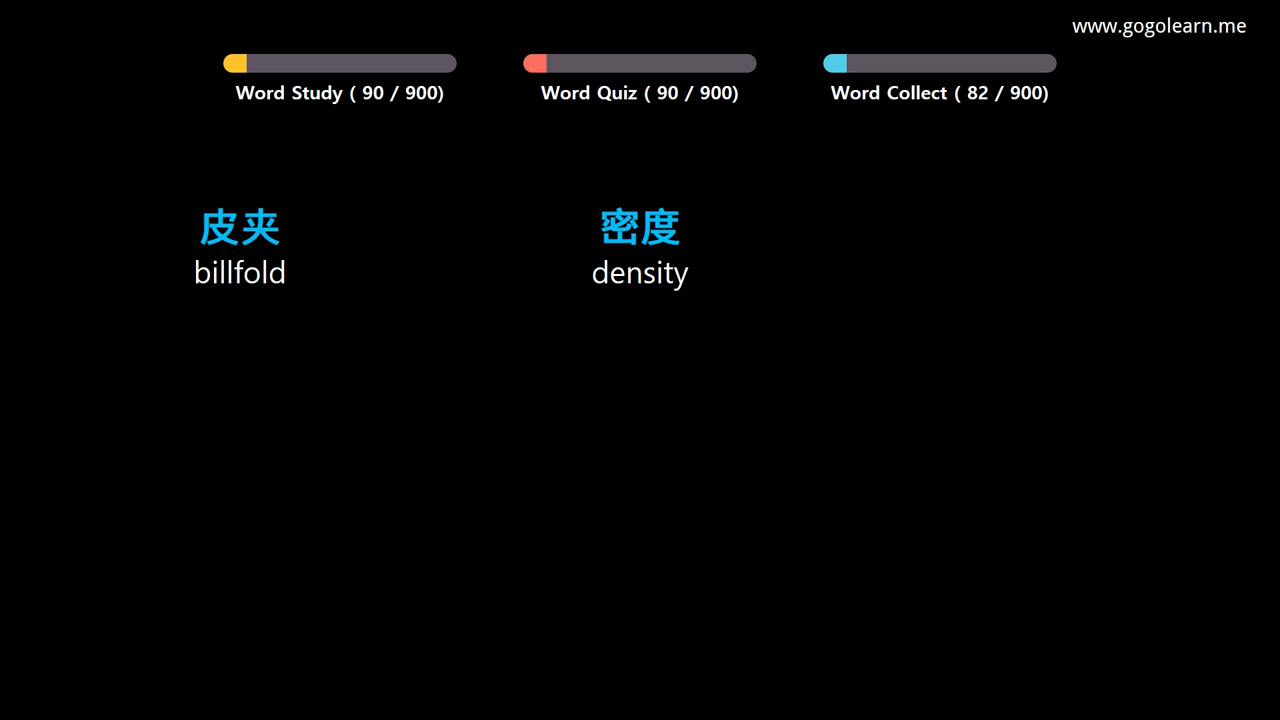 www.gogolearn.me
Word Study ( 90 / 900)
Word Quiz ( 90 / 900)
Word Collect ( 82 / 900)
皮夹
billfold
密度
density